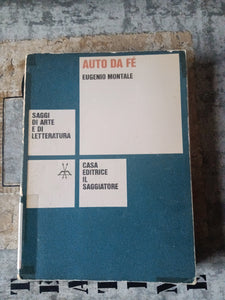 AUTO DA FÉ
EUGENIO MONTALE
SAGGI
DI ARTE
E DI
LETTERATURA
CASA
EDITRICE
IL
SAGGIATORE